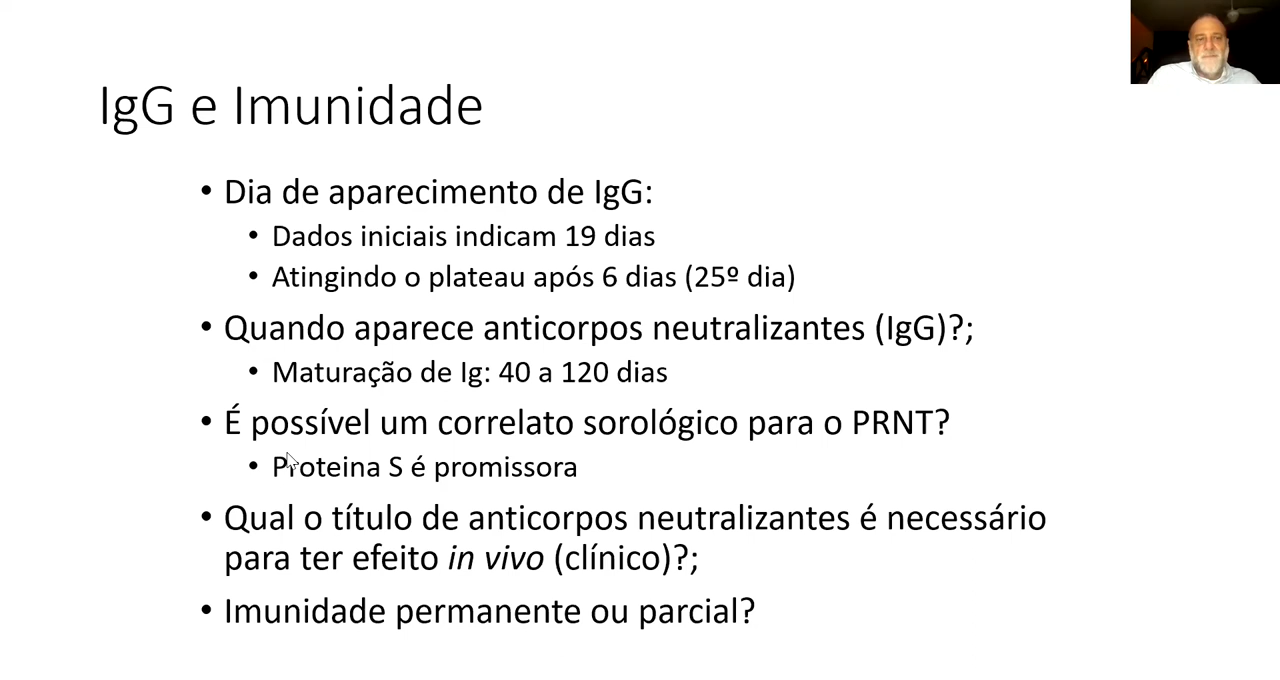 IgG e Imunidade
• Dia de aparecimento de IgG:
• Dados iniciais indicam 19 dias
• Atingindo o plateau após 6 dias (25º dia)
• Quando aparece anticorpos neutralizantes (IgG)?;
• Maturação de Ig: 40 a 120 dias
• É possível um correlato sorológico para o PRNT?
• Proteina S é promissora
• Qual o título de anticorpos neutralizantes é necessário
para ter efeito in vivo (clínico)?;
• Imunidade permanente ou parcial?